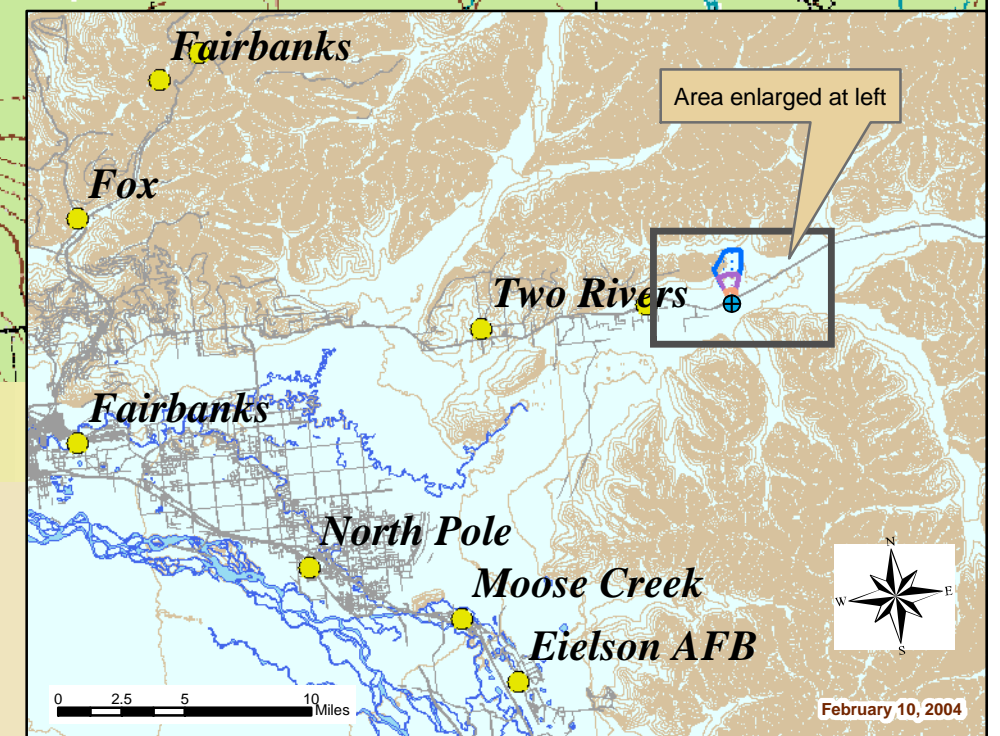 Fairbanks
Area enlarged at left
Fox
Two Rivers
Fairbanks
North Pole
Moose Creek
Eielson AFB
N
W
E
S
0 2.5 5 10
Miles
February 10, 2004